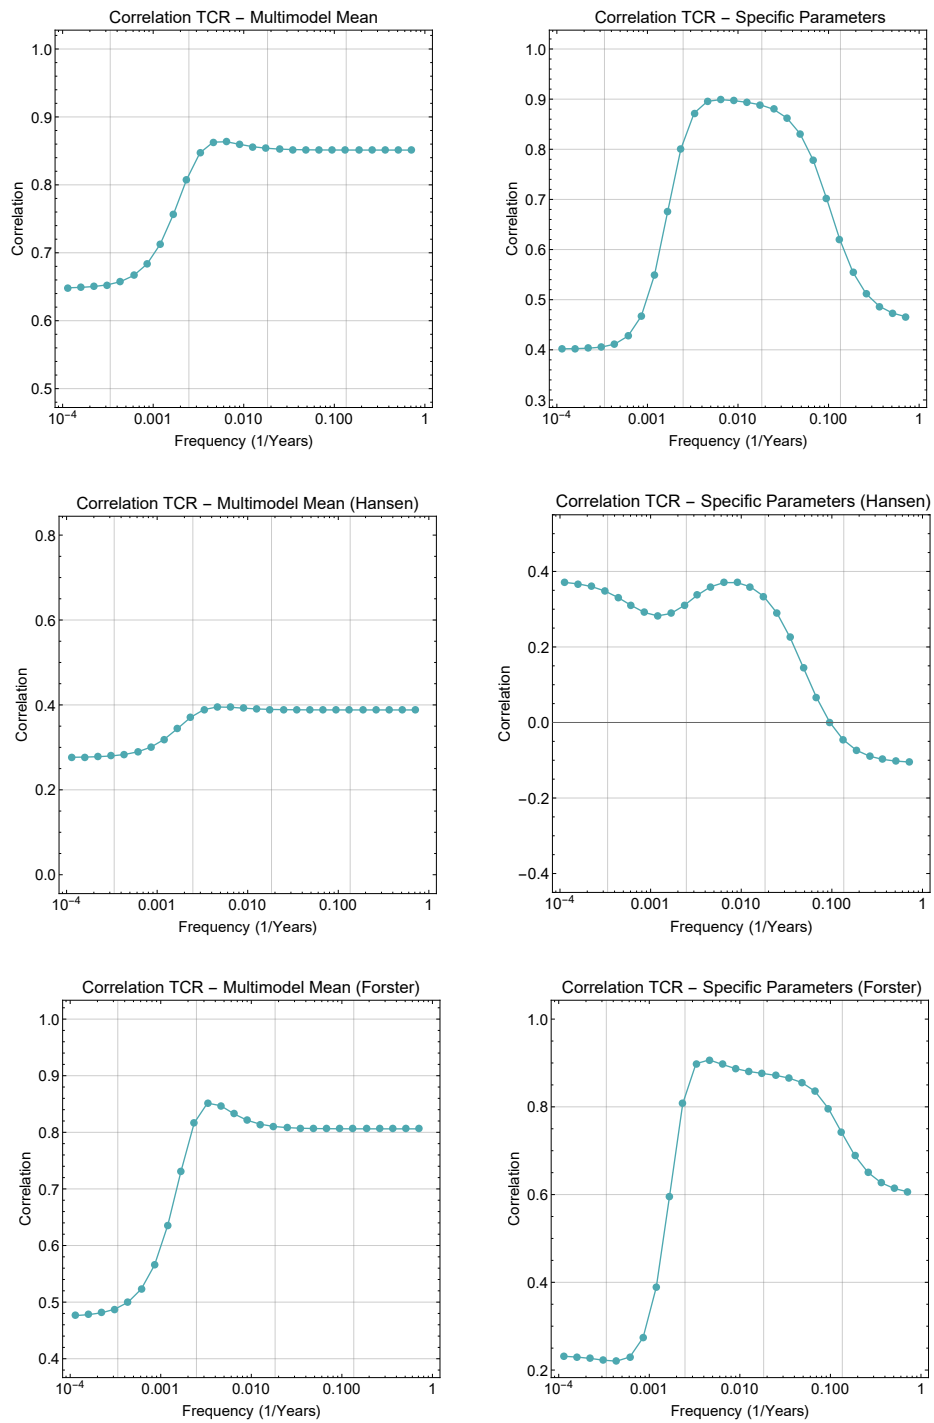 Correlation TCR – Multimodel Mean
1.0
0.9
0.8
0.7
0.6
0.5
Correlation
10⁻⁴ 0.001 0.010 0.100 1
Frequency (1/Years)
Correlation TCR – Specific Parameters
1.0
0.9
0.8
0.7
0.6
0.5
0.4
0.3
Correlation
10⁻⁴ 0.001 0.010 0.100 1
Frequency (1/Years)
Correlation TCR – Multimodel Mean (Hansen)
0.8
0.6
0.4
0.2
0.0
Correlation
10⁻⁴ 0.001 0.010 0.100 1
Frequency (1/Years)
Correlation TCR – Specific Parameters (Hansen)
0.4
0.2
0.0
−0.2
−0.4
Correlation
10⁻⁴ 0.001 0.010 0.100 1
Frequency (1/Years)
Correlation TCR – Multimodel Mean (Forster)
1.0
0.9
0.8
0.7
0.6
0.5
0.4
Correlation
10⁻⁴ 0.001 0.010 0.100 1
Frequency (1/Years)
Correlation TCR – Specific Parameters (Forster)
1.0
0.8
0.6
0.4
0.2
Correlation
10⁻⁴ 0.001 0.010 0.100 1
Frequency (1/Years)